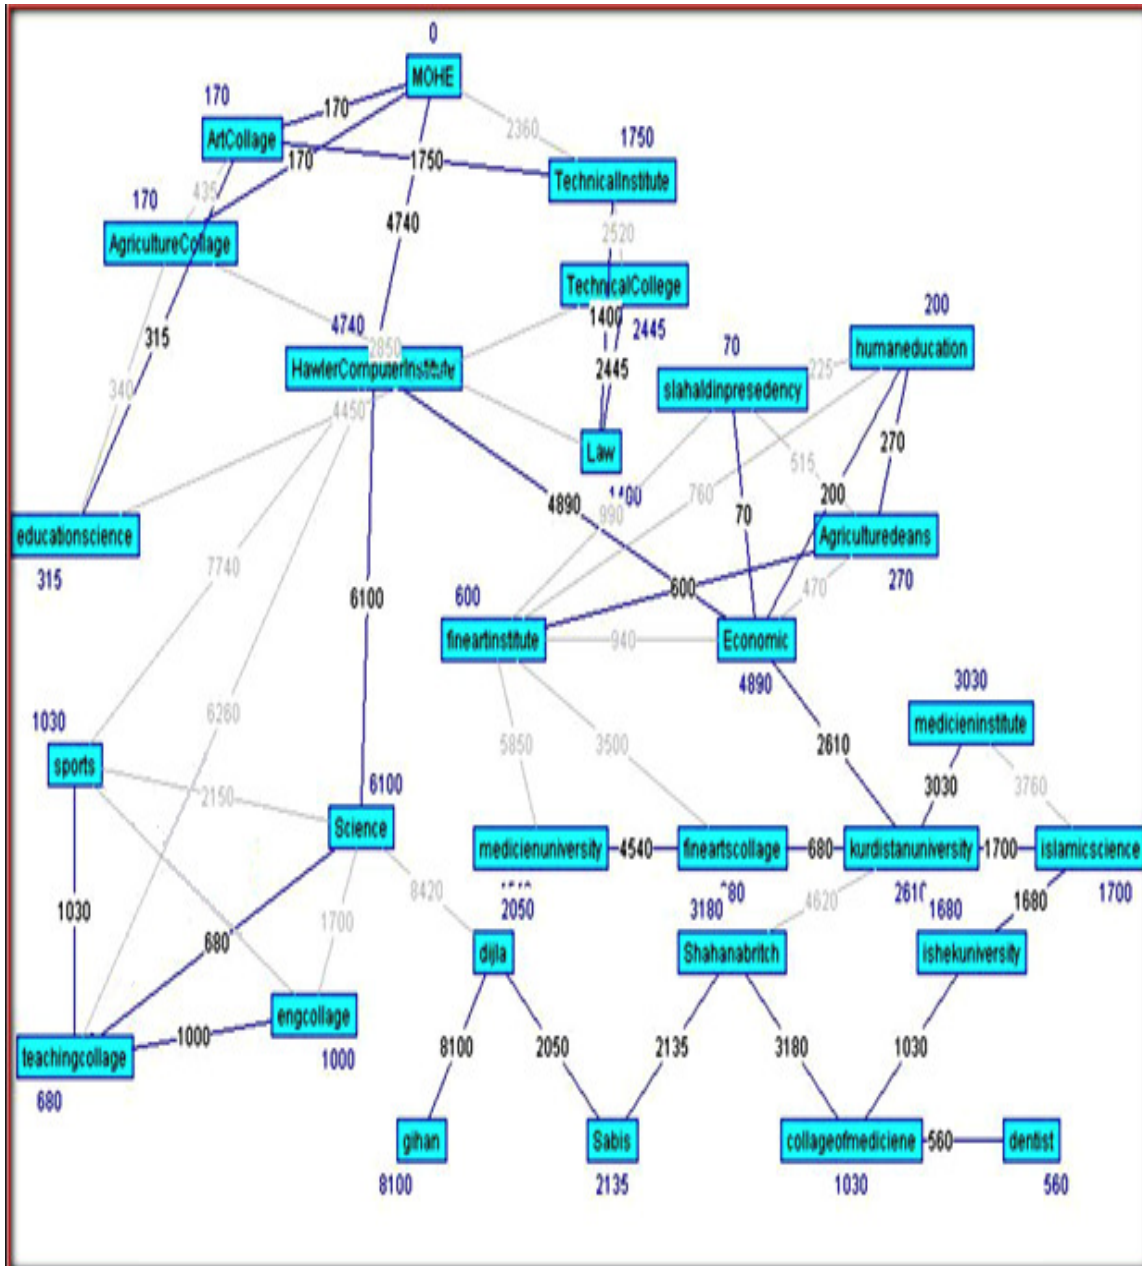 0
MOHE
170
170
2360
ArtCollage
1750
1750
170
TechnicalInstitute
435
170
4740
2520
AgricultureCollage
TechnicalCollege
4740
1400
2445
200
315
2850
70
humaneducation
HawlerComputerInstitute
2445
225
340
slahaldinpresedency
4450
Law
270
515
1400
4890
990
760
200
70
educationscience
Agriculturedeans
315
7740
600
470
270
6100
600
fineartinstitute
940
Economic
4890
3030
1030
6260
medicieninstitute
5850
3500
2610
sports
6100
3030
3760
2150
Science
medicienuniversity
4540
fineartscollage
680
kurdistanuniversity
1700
islamicscience
8420
2050
3180
4620
2610
1680
1680
1700
1030
1700
680
dijla
Shahanabritch
ishekuniversity
engcollage
1000
teachingcollage
1000
8100
2050
2135
3180
1030
680
gihan
Sabis
collageofmediciene
560
dentist
8100
2135
1030
560